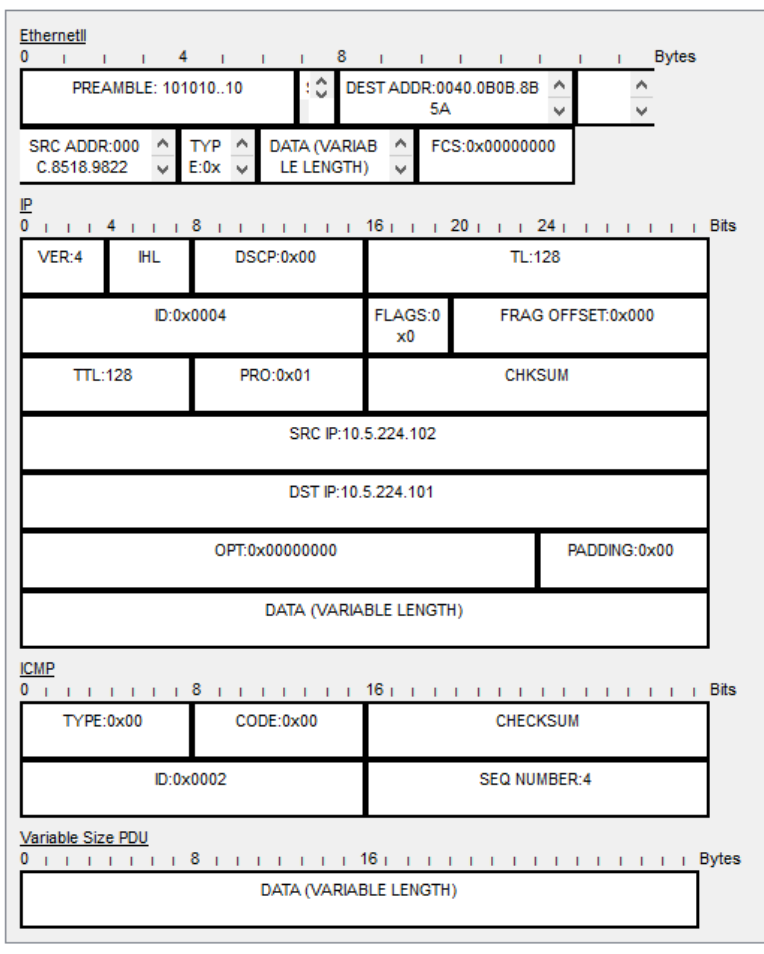 EthernetII
0 4 8 Bytes
PREAMBLE: 101010..10 DEST ADDR:0040.0B0B.8B
5A
SRC ADDR:000 TYP DATA (VARIAB FCS:0x00000000
C.8518.9822 E:0x LE LENGTH)
IP
0 4 8 16 20 24 Bits
VER:4 IHL DSCP:0x00 TL:128
ID:0x0004 FLAGS:0 FRAG OFFSET:0x000
x0
TTL:128 PRO:0x01 CHKSUM
SRC IP:10.5.224.102
DST IP:10.5.224.101
OPT:0x00000000 PADDING:0x00
DATA (VARIABLE LENGTH)
ICMP
0 8 16 Bits
TYPE:0x00 CODE:0x00 CHECKSUM
ID:0x0002 SEQ NUMBER:4
Variable Size PDU
0 8 16 Bytes
DATA (VARIABLE LENGTH)